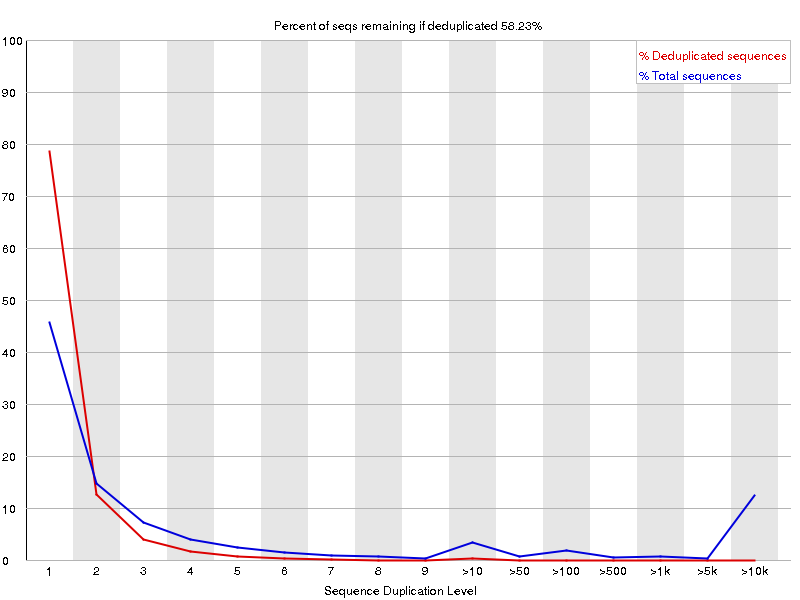 Percent of seqs remaining if deduplicated 58.23%
% Deduplicated sequences
% Total sequences
100
90
80
70
60
50
40
30
20
10
0
1 2 3 4 5 6 7 8 9 >10 >50 >100 >500 >1k >5k >10k
Sequence Duplication Level